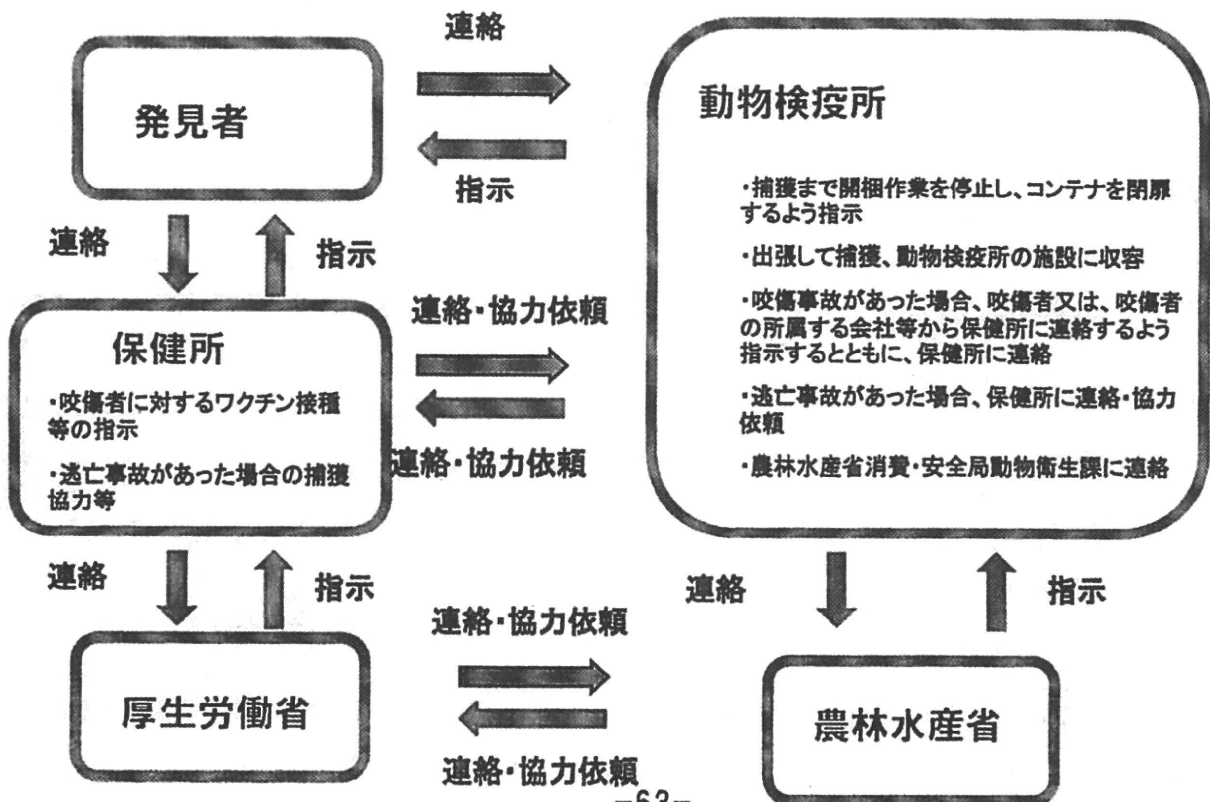 連絡
発見者
動物検疫所
指示
・捕獲まで開梱作業を停止し、コンテナを閉扉
するよう指示
・出張して捕獲、動物検疫所の施設に収容
・咬傷事故があった場合、咬傷者又は、咬傷者
の所属する会社等から保健所に連絡するよう
指示するとともに、保健所に連絡
・逃亡事故があった場合、保健所に連絡・協力
依頼
・農林水産省消費・安全局動物衛生課に連絡
連絡
指示
保健所
・咬傷者に対するワクチン接種
等の指示
・逃亡事故があった場合の捕獲
協力等
連絡・協力依頼
連絡・協力依頼
連絡
指示
連絡
指示
厚生労働省
連絡・協力依頼
連絡・協力依頼
農林水産省
-63-